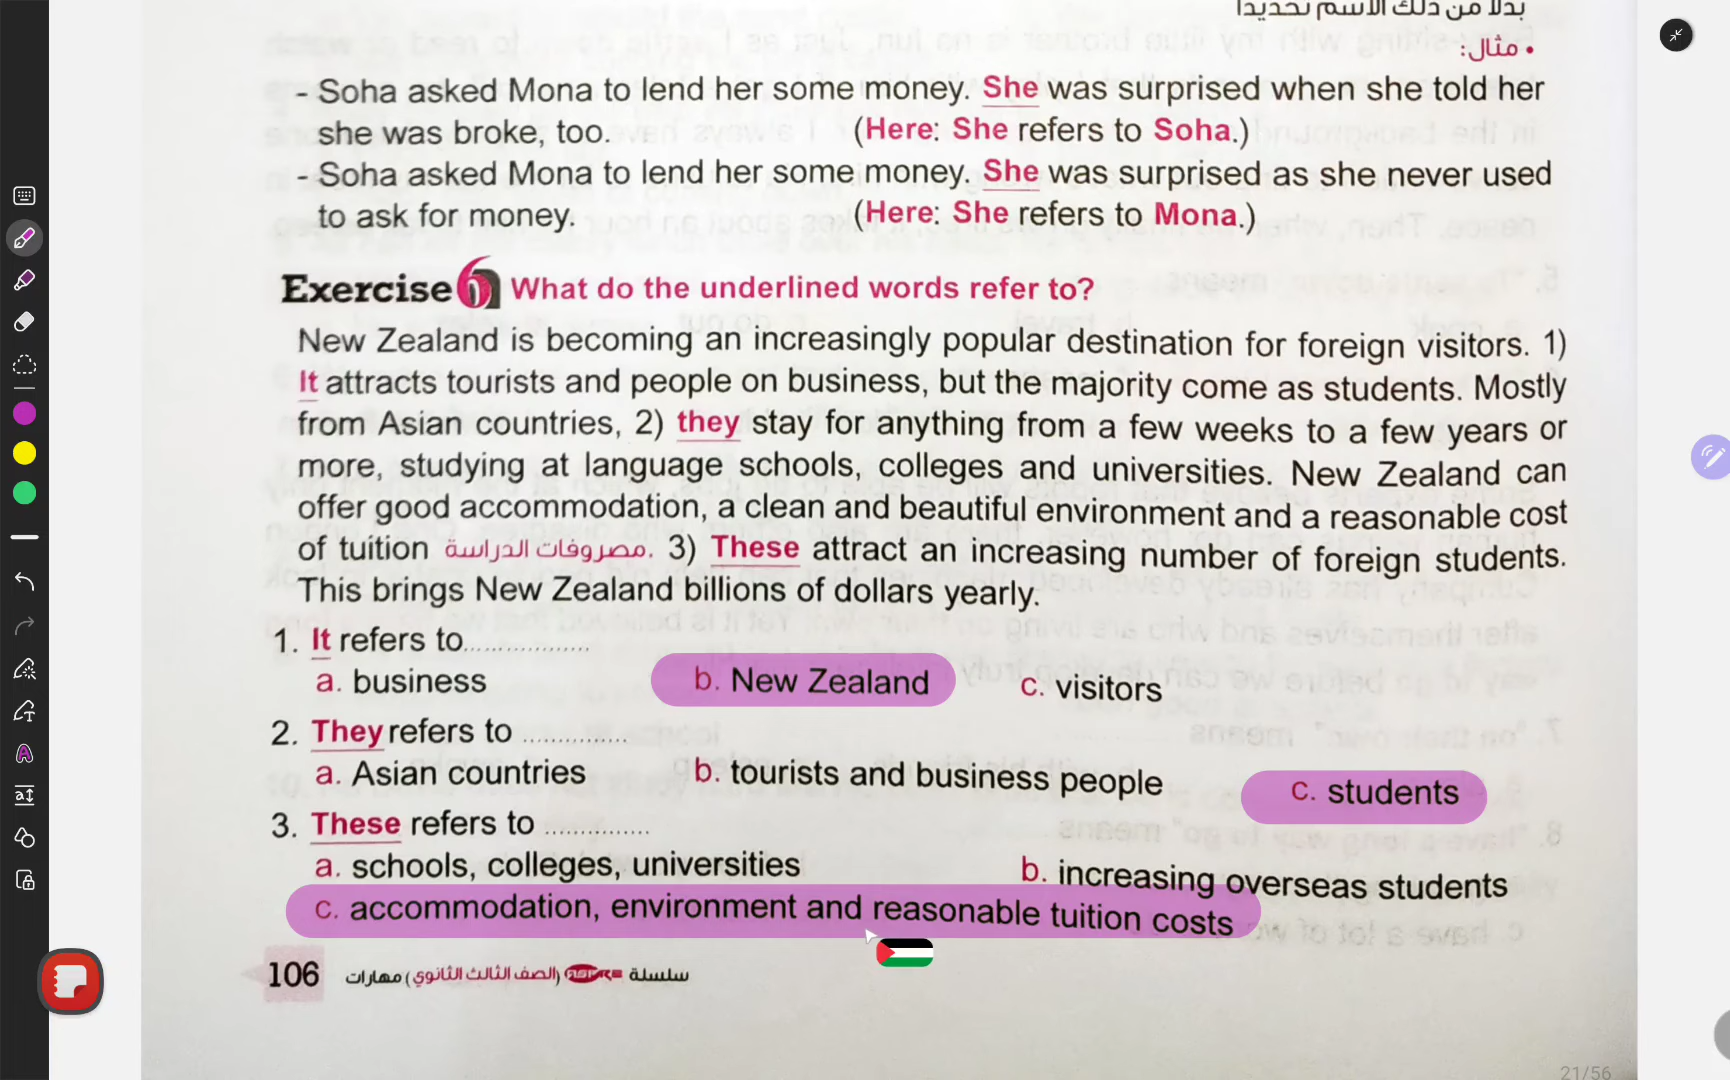 بدلا من ذلك الاسم تحديدا
• مثال:
- Soha asked Mona to lend her some money. She was surprised when she told her
she was broke, too. (Here: She refers to Soha.)
- Soha asked Mona to lend her some money. She was surprised as she never used
to ask for money. (Here: She refers to Mona.)
Exercise 6 What do the underlined words refer to?
New Zealand is becoming an increasingly popular destination for foreign visitors. 1)
It attracts tourists and people on business, but the majority come as students. Mostly
from Asian countries, 2) they stay for anything from a few weeks to a few years or
more, studying at language schools, colleges and universities. New Zealand can
offer good accommodation, a clean and beautiful environment and a reasonable cost
of tuition مصروفات الدراسة. 3) These attract an increasing number of foreign students.
This brings New Zealand billions of dollars yearly.
1. It refers to..................
a. business b. New Zealand c. visitors
2. They refers to ...............
a. Asian countries b. tourists and business people c. students
3. These refers to ...............
a. schools, colleges, universities b. increasing overseas students
c. accommodation, environment and reasonable tuition costs
106 سلسلة (الصف الثالث الثانوي) مهارات
21/56